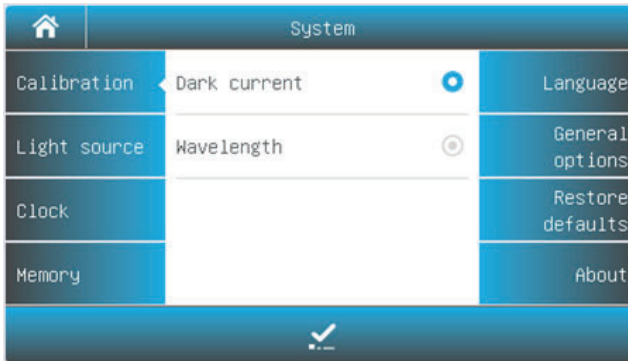 System
Calibration
Dark current
Language
Light source
Wavelength
General
options
Clock
Restore
defaults
Memory
About